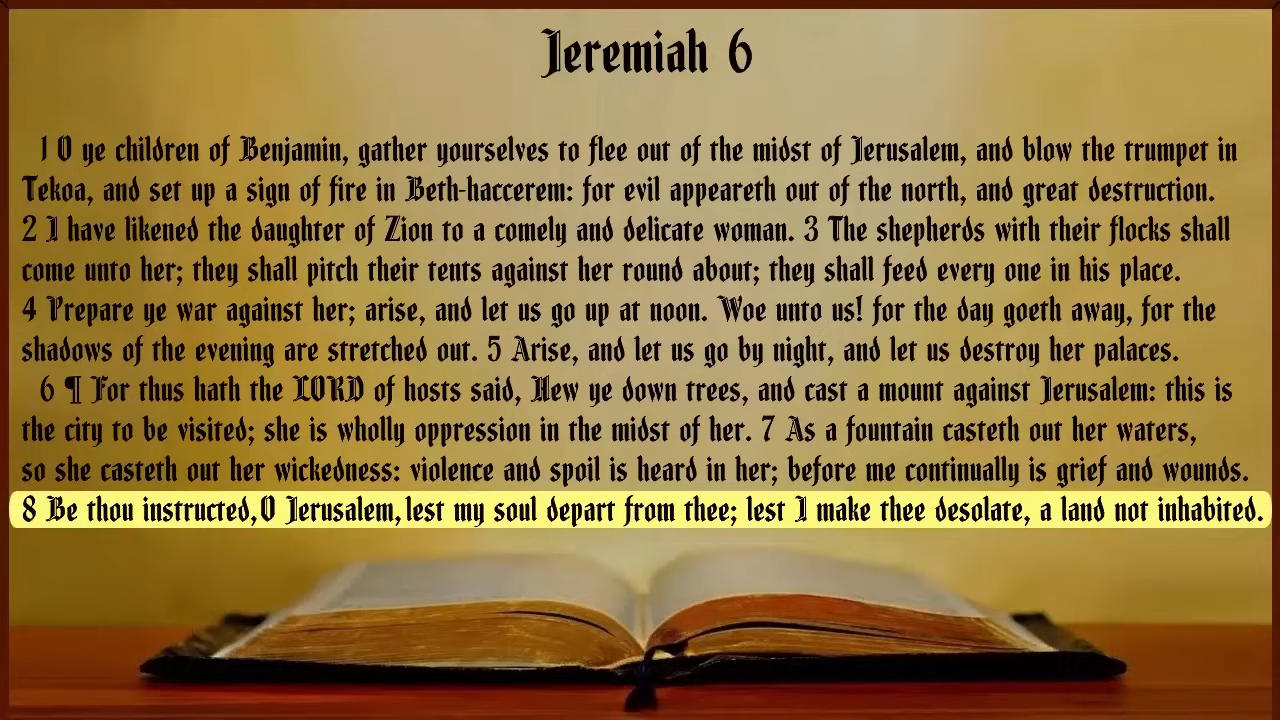 Jeremiah 6
1 O ye children of Benjamin, gather yourselves to flee out of the midst of Jerusalem, and blow the trumpet in
Tekoa, and set up a sign of fire in Beth-haccerem: for evil appeareth out of the north, and great destruction.
2 I have likened the daughter of Zion to a comely and delicate woman. 3 The shepherds with their flocks shall
come unto her; they shall pitch their tents against her round about; they shall feed every one in his place.
4 Prepare ye war against her; arise, and let us go up at noon. Woe unto us! for the day goeth away, for the
shadows of the evening are stretched out. 5 Arise, and let us go by night, and let us destroy her palaces.
6 ¶ For thus hath the LORD of hosts said, Hew ye down trees, and cast a mount against Jerusalem: this is
the city to be visited; she is wholly oppression in the midst of her. 7 As a fountain casteth out her waters,
so she casteth out her wickedness: violence and spoil is heard in her; before me continually is grief and wounds.
8 Be thou instructed,O Jerusalem,lest my soul depart from thee; lest I make thee desolate, a land not inhabited.